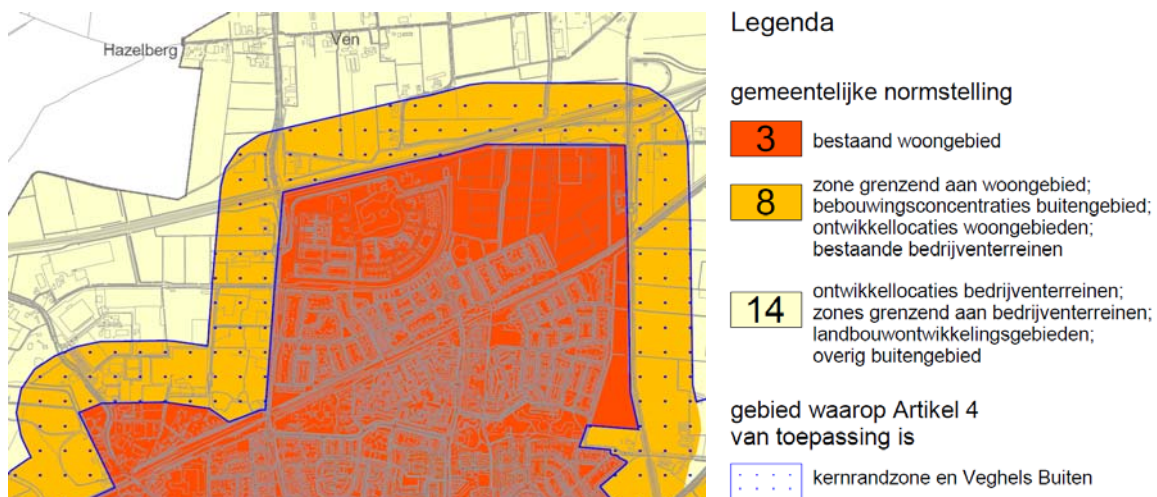 Hazelberg
Ven
Legenda
gemeentelijke normstelling
3 bestaand woongebied
8 zone grenzend aan woongebied;
bebouwingsconcentraties buitengebied;
ontwikkellocaties woongebieden;
bestaande bedrijventerreinen
14 ontwikkellocaties bedrijventerreinen;
zones grenzend aan bedrijventerreinen;
landbouwontwikkelingsgebieden;
overig buitengebied
gebied waarop Artikel 4
van toepassing is
kernrandzone en Veghels Buiten